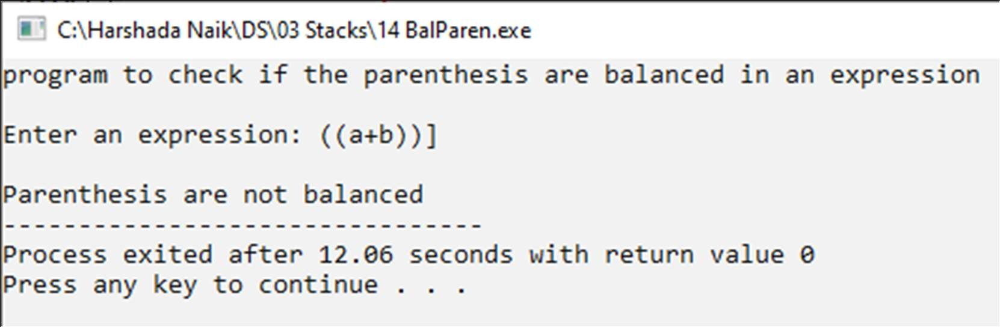 C:\Harshada Naik\DS\03 Stacks\14 BalParen.exe
program to check if the parenthesis are balanced in an expression
Enter an expression: ((a+b))]
Parenthesis are not balanced
--------------------------------
Process exited after 12.06 seconds with return value 0
Press any key to continue . . .